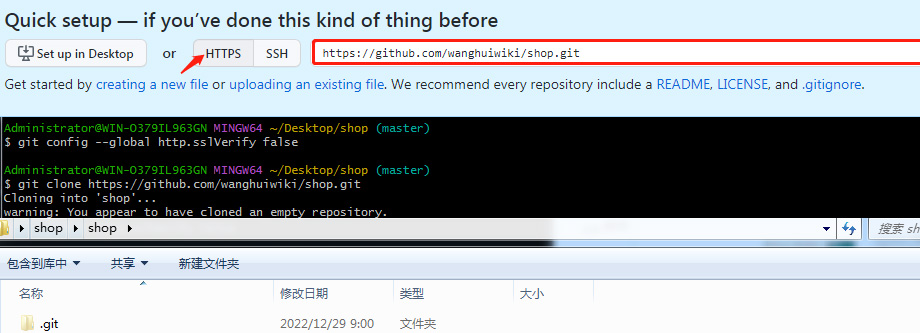 Quick setup — if you’ve done this kind of thing before
Set up in Desktop or HTTPS SSH https://github.com/wanghuiwiki/shop.git
Get started by creating a new file or uploading an existing file. We recommend every repository include a README, LICENSE, and .gitignore.
Administrator@WIN-O379IL963GN MINGW64 ~/Desktop/shop (master)
$ git config --global http.sslVerify false
Administrator@WIN-O379IL963GN MINGW64 ~/Desktop/shop (master)
$ git clone https://github.com/wanghuiwiki/shop.git
Cloning into 'shop'...
warning: You appear to have cloned an empty repository.
shop shop 搜索 sh
包含到库中 共享 新建文件夹
名称 修改日期 类型 大小
.git 2022/12/29 9:00 文件夹